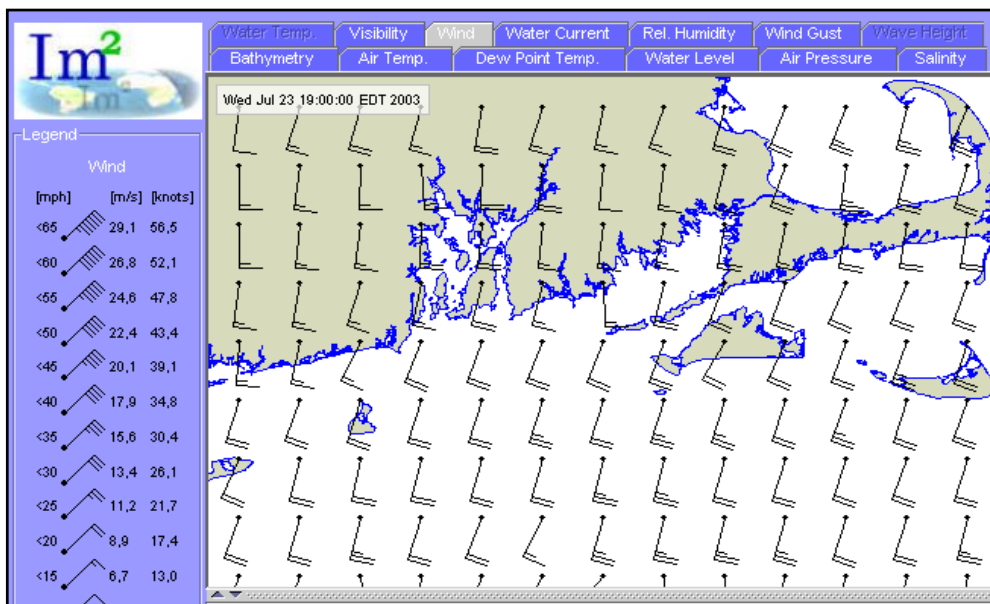 Im²
Im²
Water Temp. Visibility Wind Water Current Rel. Humidity Wind Gust Wave Height
Bathymetry Air Temp. Dew Point Temp. Water Level Air Pressure Salinity
Wed Jul 23 19:00:00 EDT 2003
Legend
Wind
[mph] [m/s] [knots]
<65 29,1 56,5
<60 26,8 52,1
<55 24,6 47,8
<50 22,4 43,4
<45 20,1 39,1
<40 17,9 34,8
<35 15,6 30,4
<30 13,4 26,1
<25 11,2 21,7
<20 8,9 17,4
<15 6,7 13,0